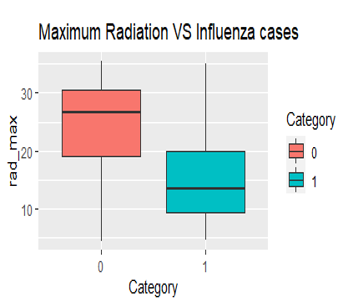 Maximum Radiation VS Influenza cases
rad_max
30
20
10
0
1
Category
Category
0
1